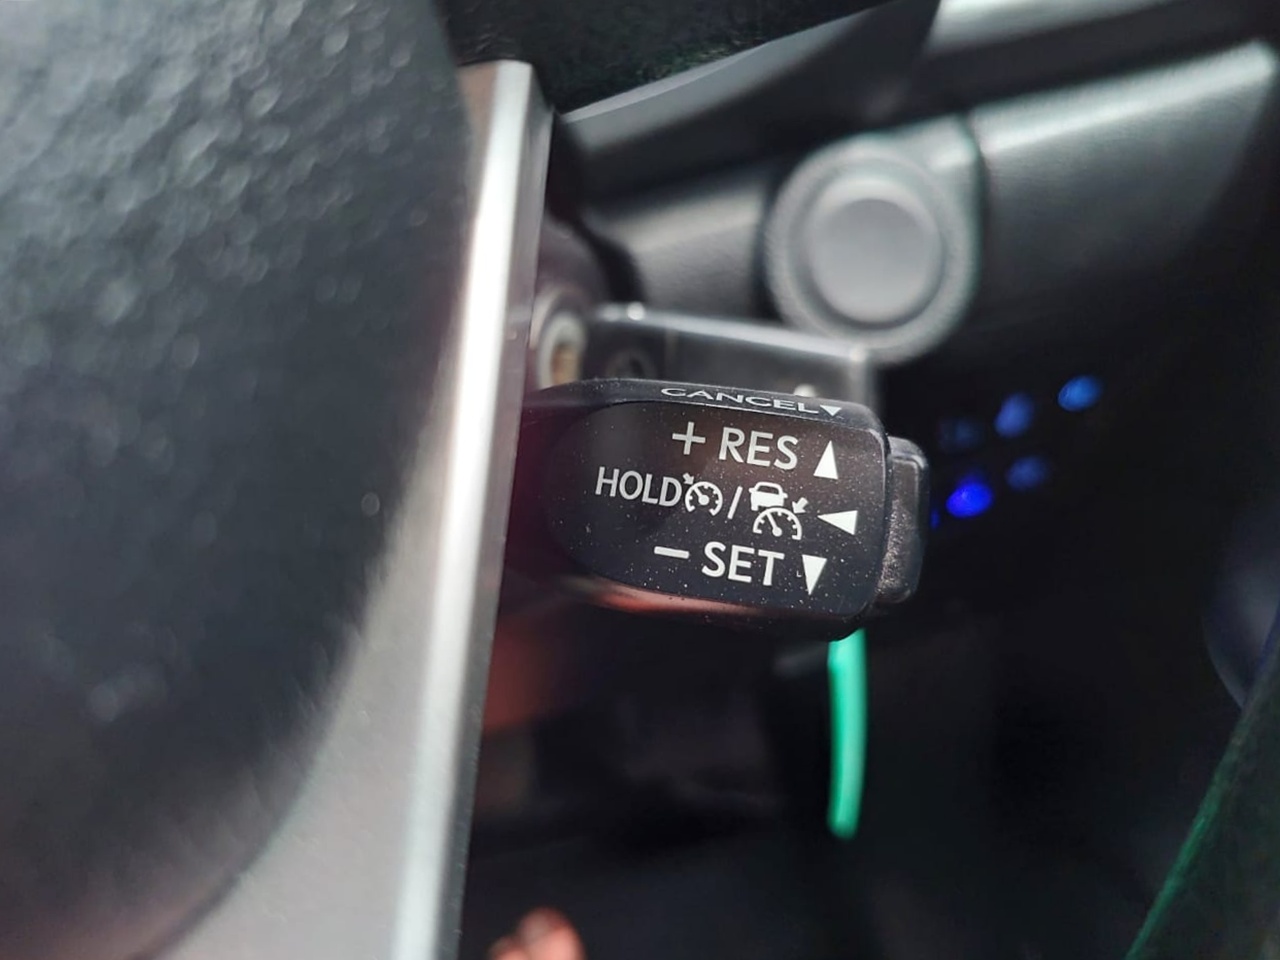 CANCEL▼
+ RES ▲
HOLD / ◀
− SET ▼